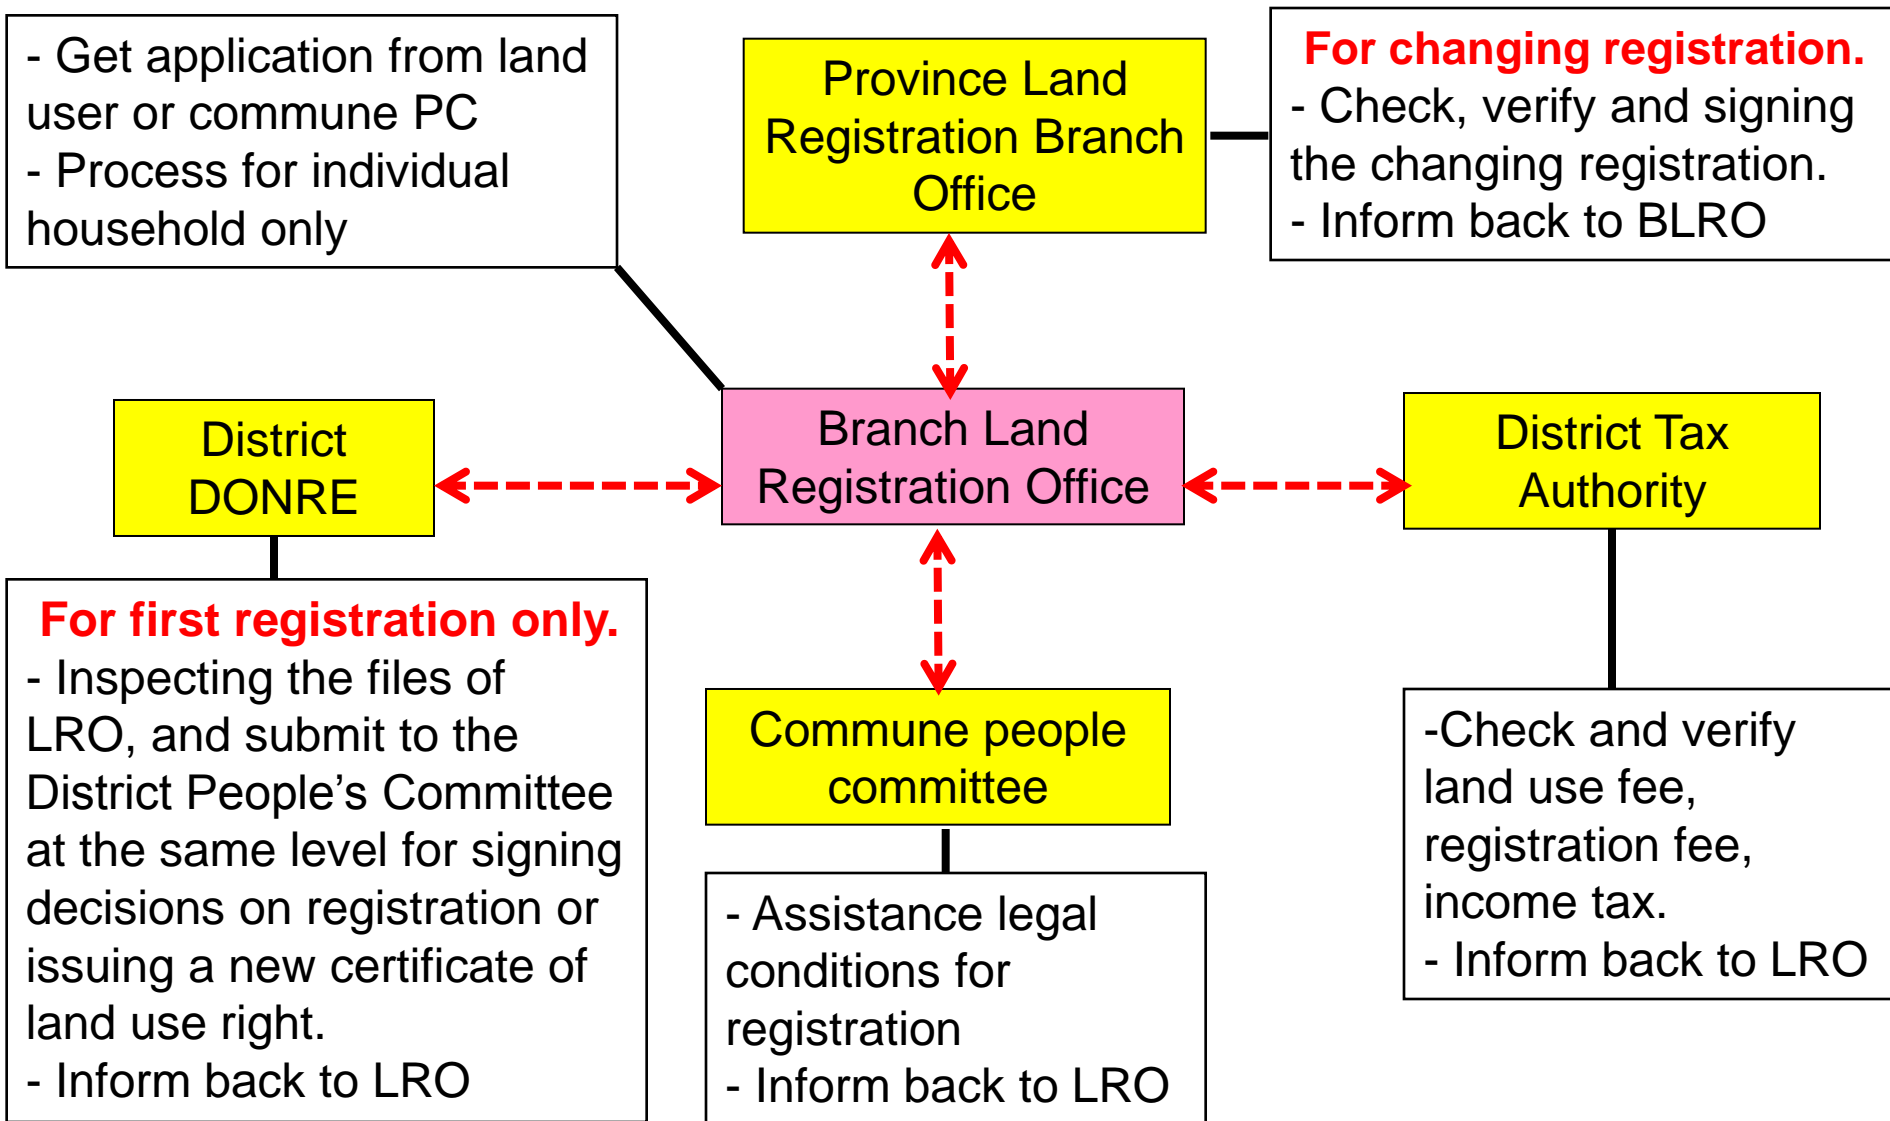 - Get application from land
user or commune PC
- Process for individual
household only
Province Land
Registration Branch
Office
For changing registration.
- Check, verify and signing
the changing registration.
- Inform back to BLRO
District
DONRE
Branch Land
Registration Office
District Tax
Authority
For first registration only.
- Inspecting the files of
LRO, and submit to the
District People’s Committee
at the same level for signing
decisions on registration or
issuing a new certificate of
land use right.
- Inform back to LRO
Commune people
committee
- Assistance legal
conditions for
registration
- Inform back to LRO
-Check and verify
land use fee,
registration fee,
income tax.
- Inform back to LRO